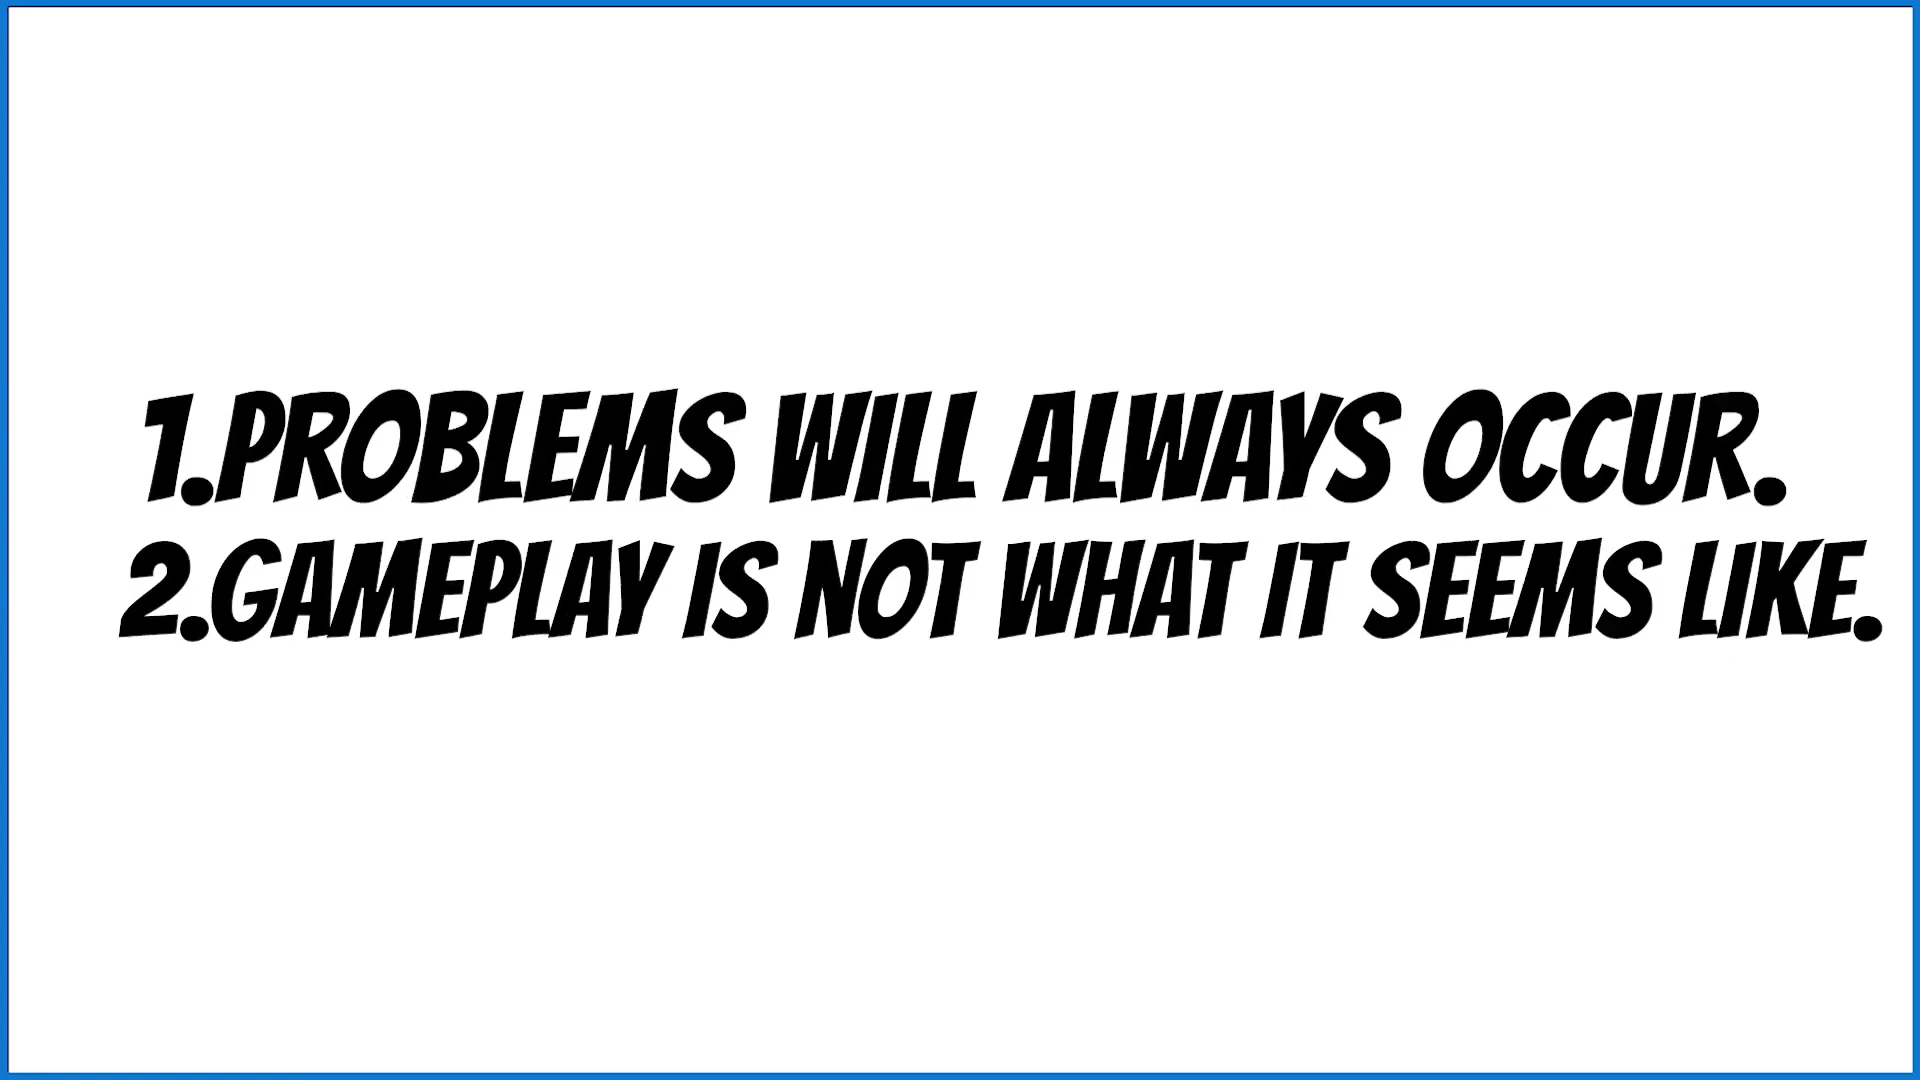 1.PROBLEMS WILL ALWAYS OCCUR.
2.GAMEPLAY IS NOT WHAT IT SEEMS LIKE.